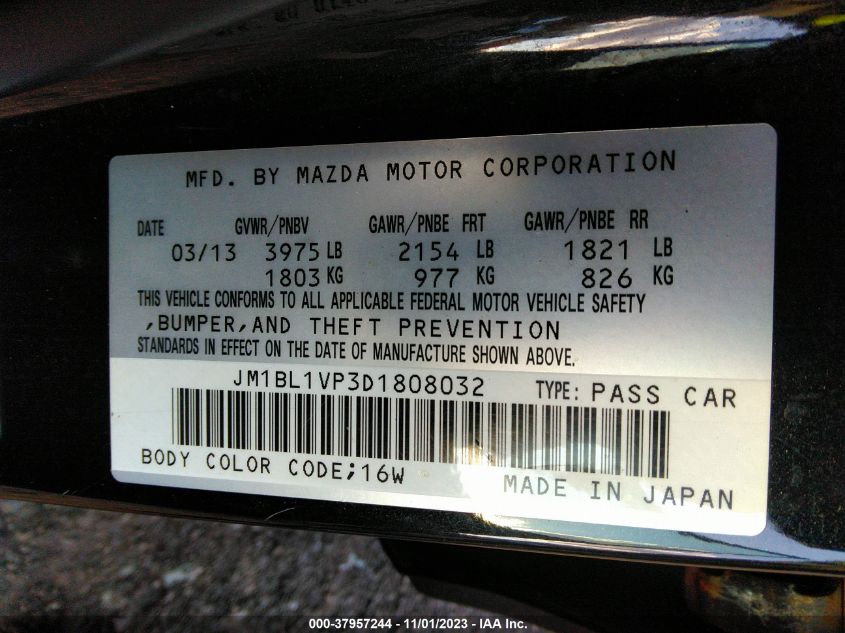 MFD. BY MAZDA MOTOR CORPORATION
DATE GVWR/PNBV GAWR/PNBE FRT GAWR/PNBE RR
03/13 3975 LB 2154 LB 1821 LB
1803 KG 977 KG 826 KG
THIS VEHICLE CONFORMS TO ALL APPLICABLE FEDERAL MOTOR VEHICLE SAFETY
,BUMPER,AND THEFT PREVENTION
STANDARDS IN EFFECT ON THE DATE OF MANUFACTURE SHOWN ABOVE.
JM1BL1VP3D1808032 TYPE: PASS CAR
BODY COLOR CODE;16W
MADE IN JAPAN
000-37957244 - 11/01/2023 - IAA Inc.